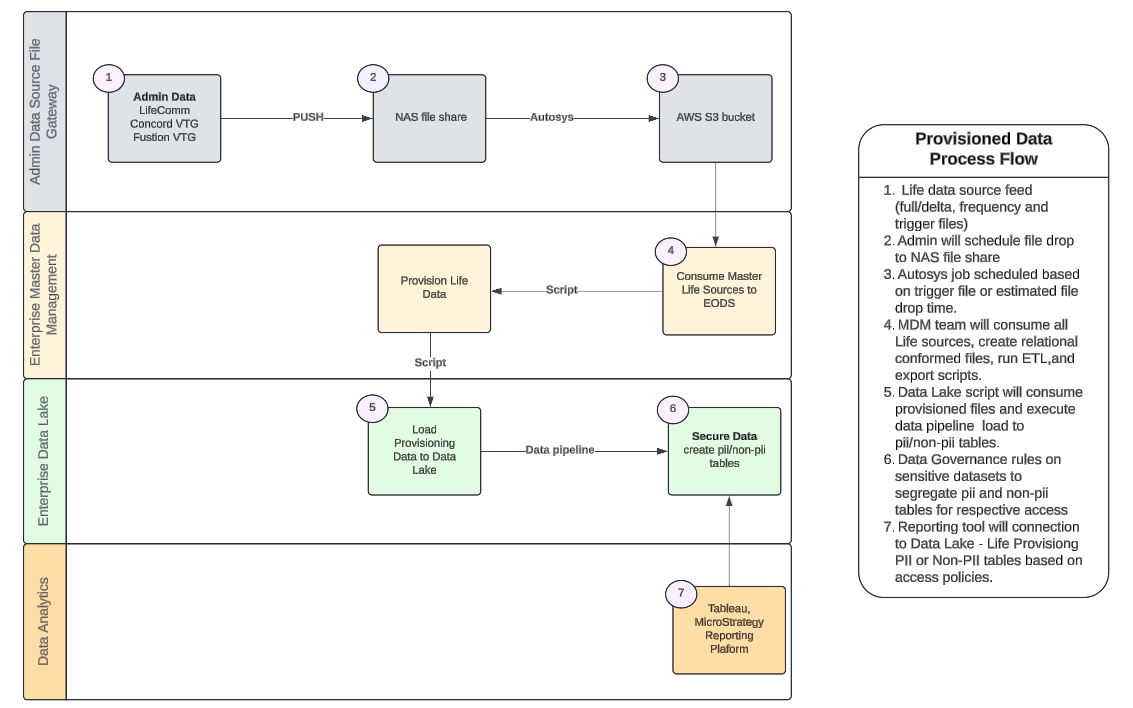 Admin Data Source File
Gateway
1
Admin Data
LifeComm
Concord VTG
Fustion VTG
PUSH
2
NAS file share
Autosys
3
AWS S3 bucket
Enterprise Master Data
Management
Provision Life
Data
Script
4
Consume Master
Life Sources to
EODS
Script
Enterprise Data Lake
5
Load
Provisioning
Data to Data
Lake
Data pipeline
6
Secure Data
create pii/non-pii
tables
Data Analytics
7
Tableau,
MicroStrategy
Reporting
Plaform
Provisioned Data
Process Flow
1. Life data source feed
(full/delta, frequency and
trigger files)
2. Admin will schedule file drop
to NAS file share
3. Autosys job scheduled based
on trigger file or estimated file
drop time.
4. MDM team will consume all
Life sources, create relational
conformed files, run ETL,and
export scripts.
5. Data Lake script will consume
provisioned files and execute
data pipeline load to
pii/non-pii tables.
6. Data Governance rules on
sensitive datasets to
segregate pii and non-pii
tables for respective access
7. Reporting tool will connection
to Data Lake - Life Provisiong
PII or Non-PII tables based on
access policies.